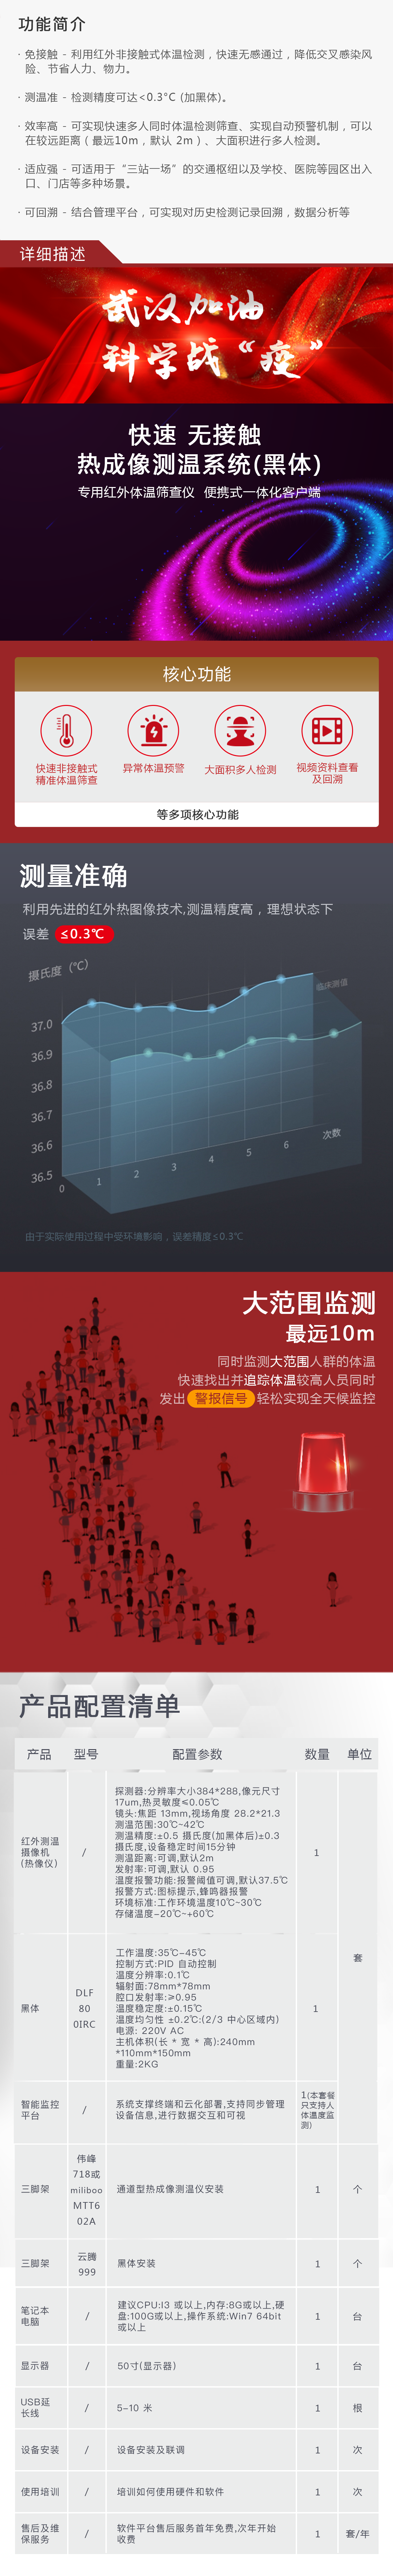 功能简介
· 免接触 - 利用红外非接触式体温检测，快速无感通过，降低交叉感染风
险、节省人力、物力。
· 测温准 - 检测精度可达<0.3°C (加黑体)。
· 效率高 - 可实现快速多人同时体温检测筛查、实现自动预警机制，可以
在较远距离（最远10m，默认 2m）、大面积进行多人检测。
· 适应强 - 可适用于“三站一场”的交通枢纽以及学校、医院等园区出入
口、门店等多种场景。
· 可回溯 - 结合管理平台，可实现对历史检测记录回溯，数据分析等
详细描述
武汉加油
科学战“疫”
快速 无接触
热成像测温系统(黑体)
专用红外体温筛查仪 便携式一体化客户端
核心功能
快速非接触式
精准体温筛查
异常体温预警
大面积多人检测
视频资料查看
及回溯
等多项核心功能
测量准确
利用先进的红外热图像技术,测温精度高，理想状态下
误差 ≤0.3℃
摄氏度（°C）
临床测值
37.0
36.9
36.8
36.7
36.6
36.5
0 1 2 3 4 5 6 次数
由于实际使用过程中受环境影响，误差精度≤0.3℃
大范围监测
最远10m
同时监测大范围人群的体温
快速找出并追踪体温较高人员同时
发出 警报信号 轻松实现全天候监控
产品配置清单
产品 型号 配置参数 数量 单位
红外测温
摄像机
(热像仪)
/
探测器:分辨率大小384*288,像元尺寸
17um,热灵敏度≤0.05℃
镜头:焦距 13mm,视场角度 28.2*21.3
测温范围:30℃~42℃
测温精度:±0.5 摄氏度(加黑体后)±0.3
摄氏度,设备稳定时间15分钟
测温距离:可调,默认2m
发射率:可调,默认 0.95
温度报警功能:报警阈值可调,默认37.5℃
报警方式:图标提示,蜂鸣器报警
环境标准:工作环境温度10℃~30℃
存储温度-20℃~+60℃
1
套
黑体
DLF
80
0IRC
工作温度:35℃-45℃
控制方式:PID 自动控制
温度分辨率:0.1℃
辐射面:78mm*78mm
腔口发射率:≥0.95
温度稳定度:±0.15℃
温度均匀性 ±0.2℃:(2/3 中心区域内)
电源: 220V AC
主机体积(长 * 宽 * 高):240mm
*110mm*150mm
重量:2KG
1
智能监控
平台
/
系统支撑终端和云化部署,支持同步管理
设备信息,进行数据交互和可视
1(本套餐
只支持人
体温度监
测)
三脚架
伟峰
718或
miliboo
MTT6
02A
通道型热成像测温仪安装
1
个
三脚架
云腾
999
黑体安装
1
个
笔记本
电脑
/
建议CPU:I3 或以上,内存:8G或以上,硬
盘:100G或以上,操作系统:Win7 64bit
或以上
1
台
显示器 / 50寸(显示器) 1 台
USB延
长线
/
5-10 米
1
根
设备安装 / 设备安装及联调 1 次
使用培训 / 培训如何使用硬件和软件 1 次
售后及维
保服务
/
软件平台售后服务首年免费,次年开始
收费
1
套/年